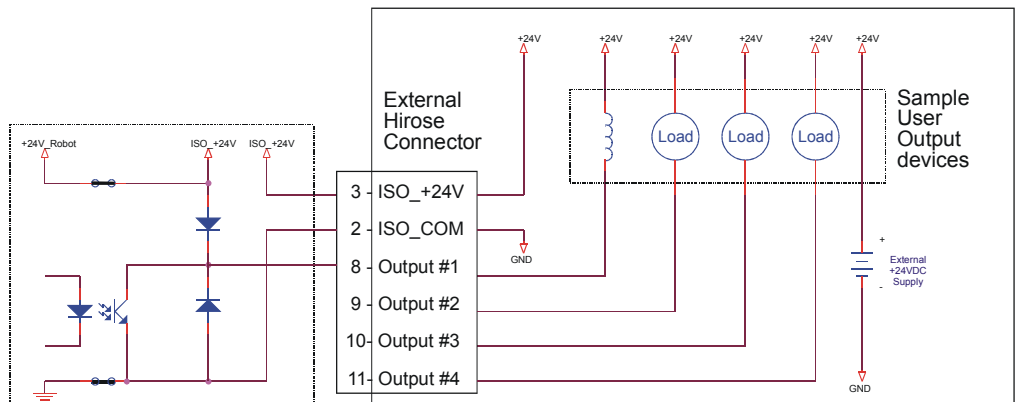 +24V +24V +24V +24V +24V +24V
External
Hirose
Connector
Sample
User
Output
devices
Load Load Load
+24V_Robot ISO_+24V ISO_+24V
3- ISO_+24V
2 - ISO_COM
8 - Output #1
9 - Output #2
10- Output #3
11- Output #4
GND
+
External
+24VDC
Supply
-
GND